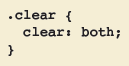 .clear {
  clear: both;
}